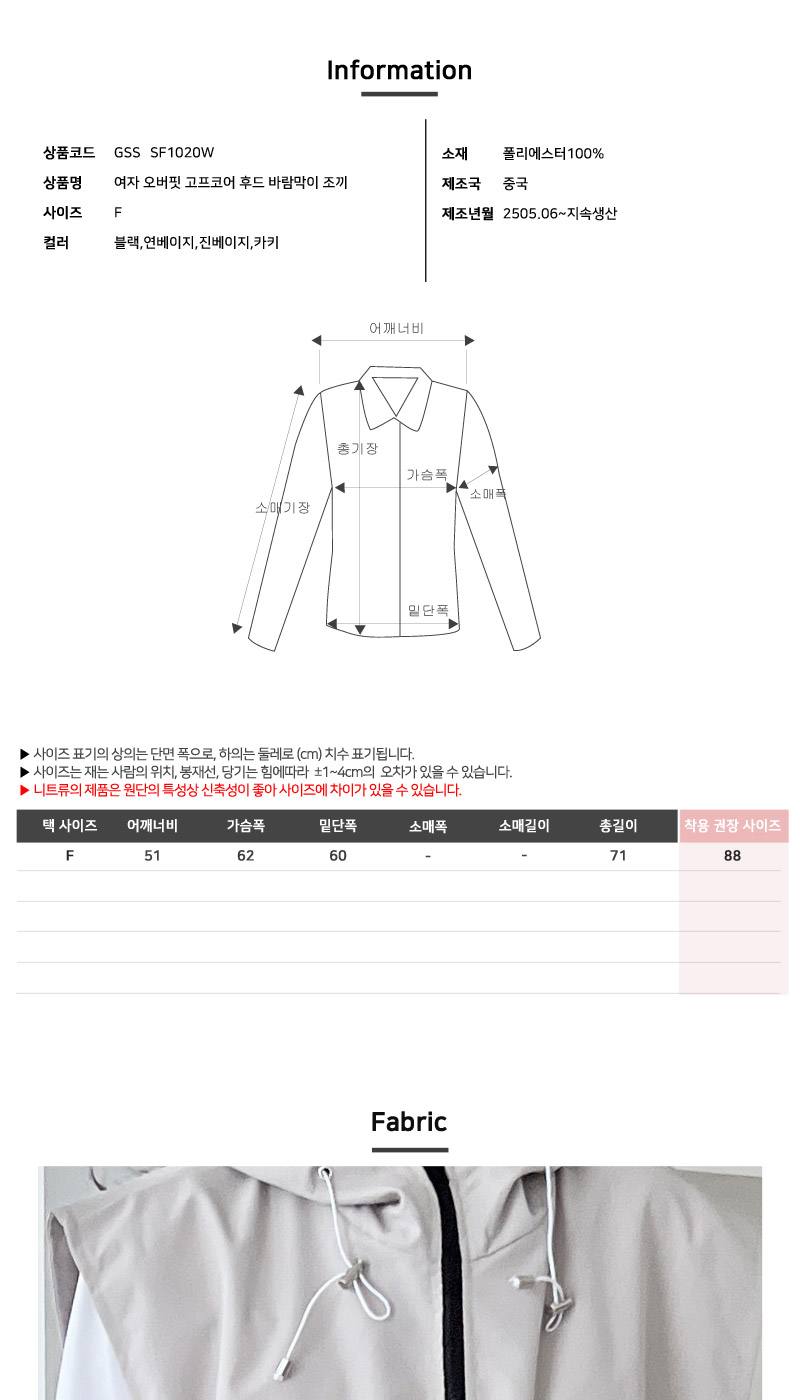 Information
상품코드 GSS SF1020W
상품명 여자 오버핏 고프코어 후드 바람막이 조끼
사이즈 F
컬러 블랙,연베이지,진베이지,카키
소재 폴리에스터100%
제조국 중국
제조년월 2505.06~지속생산
어깨너비
총기장
가슴폭
소매폭
소매기장
밑단폭
▶ 사이즈 표기의 상의는 단면 폭으로, 하의는 둘레로 (cm) 치수 표기됩니다.
▶ 사이즈는 재는 사람의 위치, 봉재선, 당기는 힘에따라 ±1~4cm의 오차가 있을 수 있습니다.
▶ 니트류의 제품은 원단의 특성상 신축성이 좋아 사이즈에 차이가 있을 수 있습니다.
택 사이즈 어깨너비 가슴폭 밑단폭 소매폭 소매길이 총길이 착용 권장 사이즈
F 51 62 60 - - 71 88
Fabric